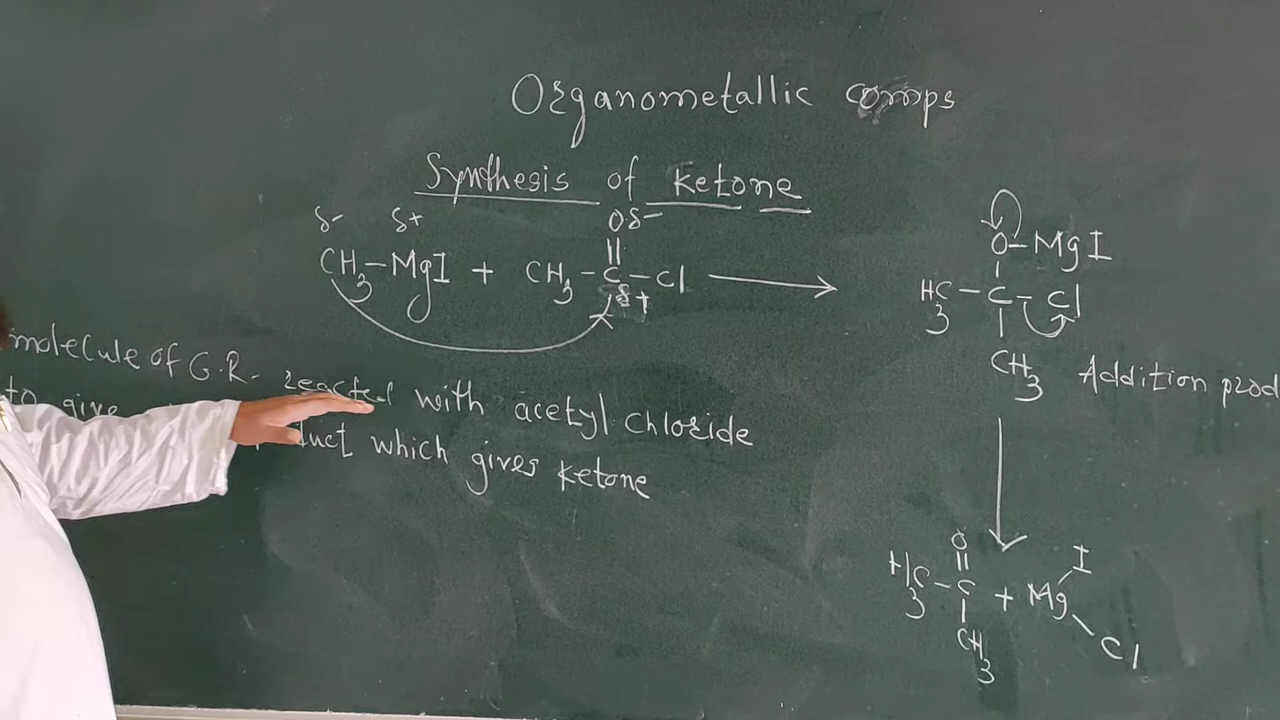 Organometallic comps
Synthesis of Ketone
δ- δ+ Oδ-
||
CH3-MgI + CH3-C-Cl ⟶
δ+
O-MgI
|
H3C-C-Cl
|
CH3 Addition prod
molecule of G.R. reacted with acetyl chloride
to give
duct which gives ketone
O I
|| /
H3C-C + Mg
| \
CH3 Cl